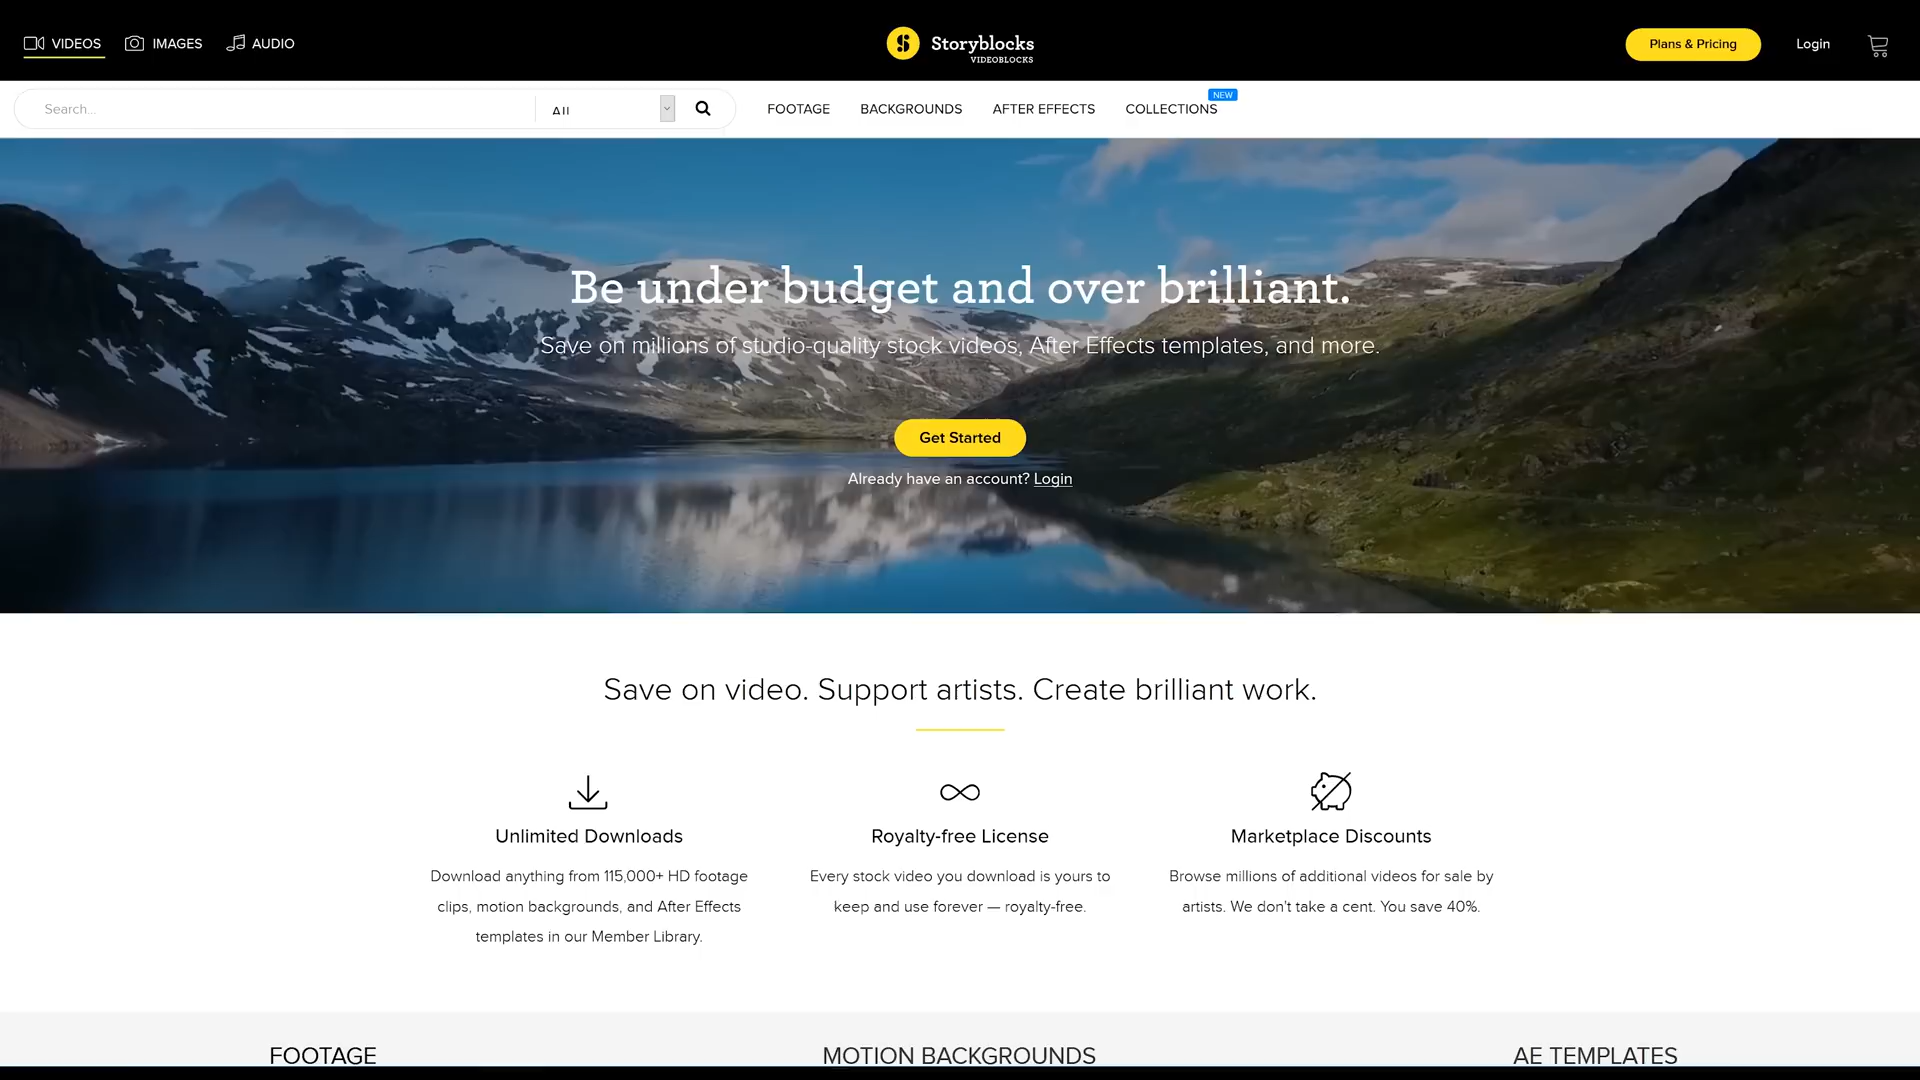 VIDEOS IMAGES AUDIO
Storyblocks
VIDEOBLOCKS
Plans & Pricing Login
Search... All
FOOTAGE BACKGROUNDS AFTER EFFECTS COLLECTIONS NEW
Be under budget and over brilliant.
Save on millions of studio-quality stock videos, After Effects templates, and more.
Get Started
Already have an account? Login
Save on video. Support artists. Create brilliant work.
Unlimited Downloads
Download anything from 115,000+ HD footage
clips, motion backgrounds, and After Effects
templates in our Member Library.
Royalty-free License
Every stock video you download is yours to
keep and use forever — royalty-free.
Marketplace Discounts
Browse millions of additional videos for sale by
artists. We don't take a cent. You save 40%.
FOOTAGE MOTION BACKGROUNDS AE TEMPLATES